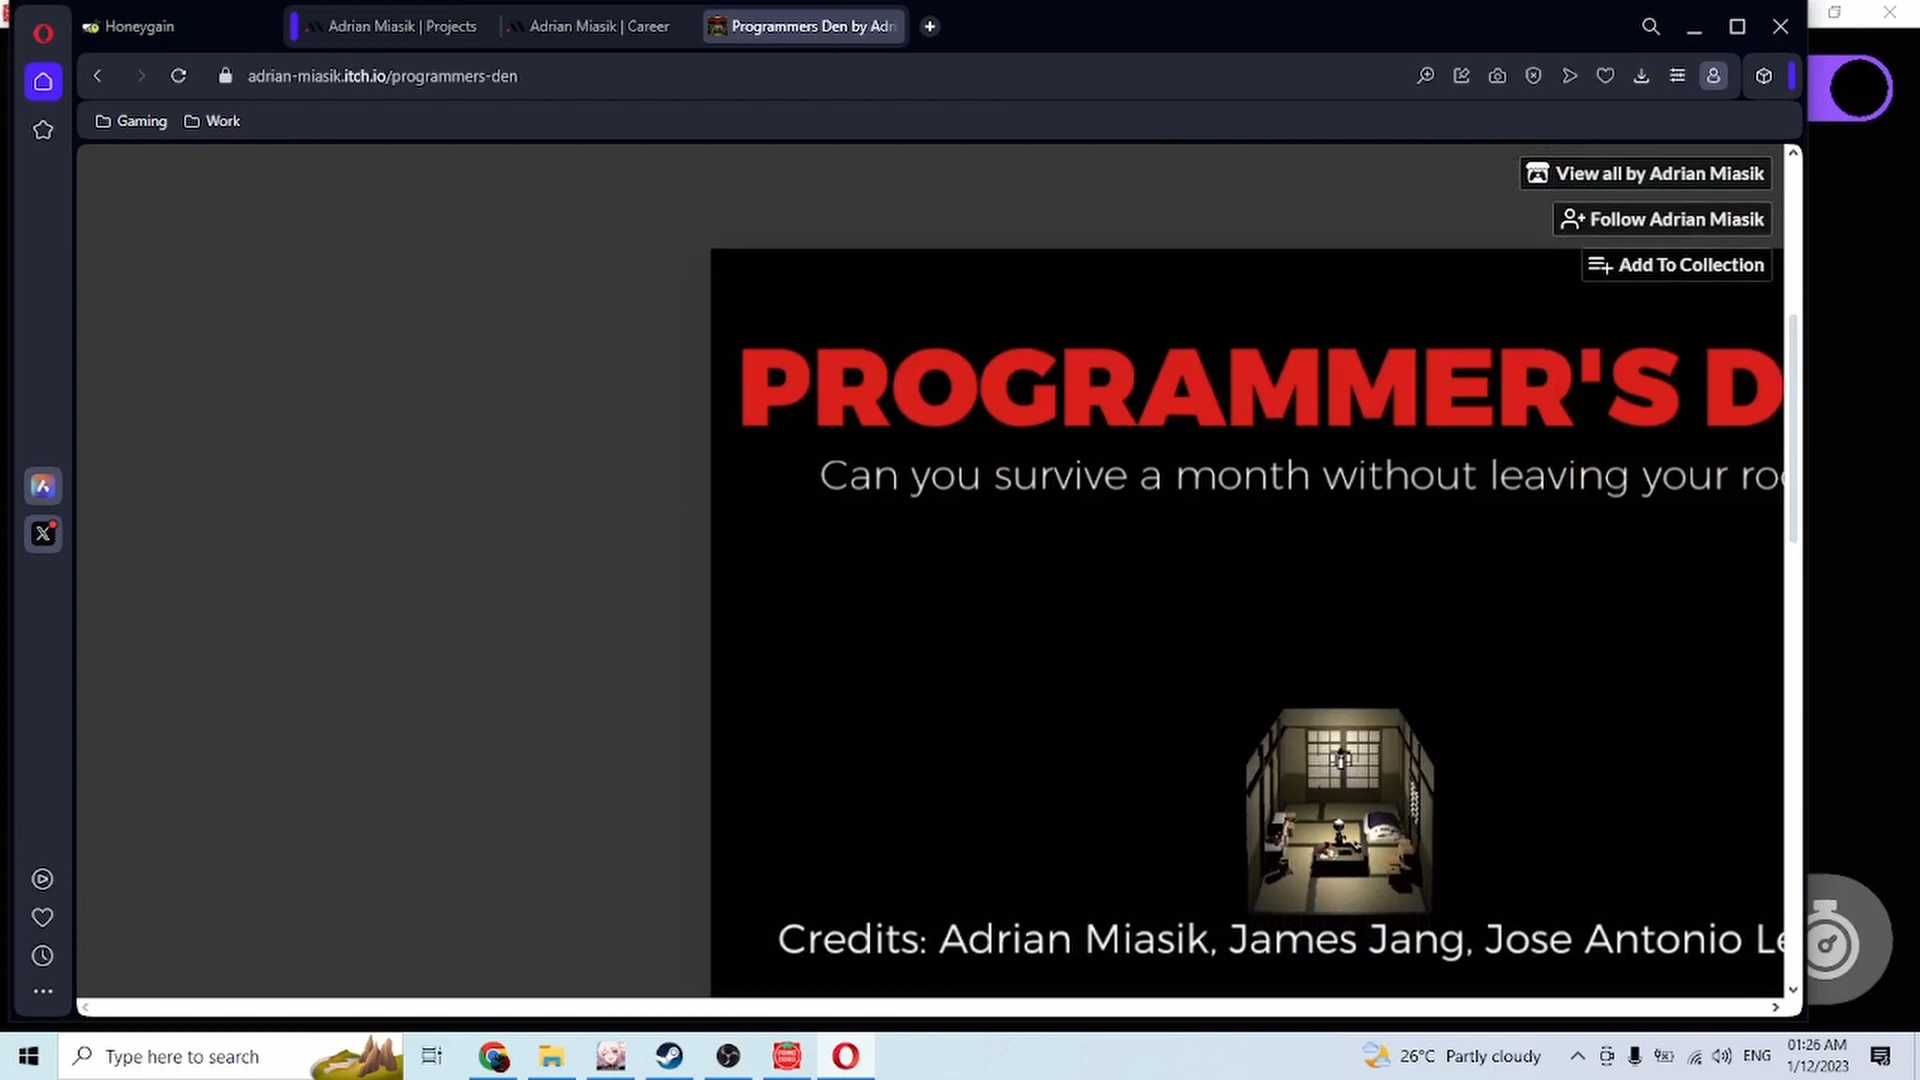 Honeygain
Adrian Miasik | Projects
Adrian Miasik | Career
Programmers Den by Adri
adrian-miasik.itch.io/programmers-den
Gaming
Work
View all by Adrian Miasik
Follow Adrian Miasik
Add To Collection
PROGRAMMER'S D
Can you survive a month without leaving your roo
Credits: Adrian Miasik, James Jang, Jose Antonio Le
Type here to search
26°C Partly cloudy
ENG
01:26 AM
1/12/2023